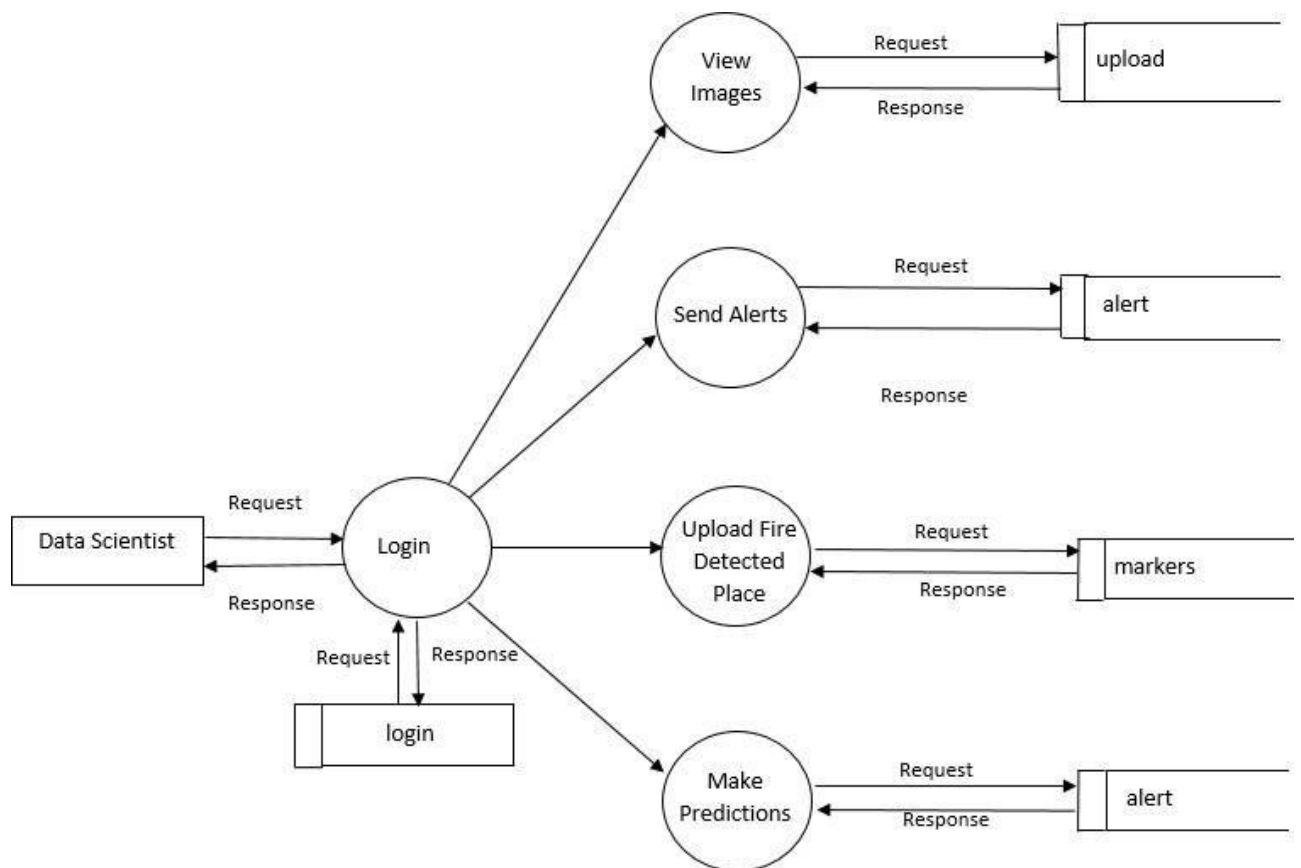 View
Images
Request
Response
upload
Send Alerts
Request
Response
alert
Data Scientist
Request
Response
Login
Request
Response
login
Upload Fire
Detected
Place
Request
Response
markers
Make
Predictions
Request
Response
alert